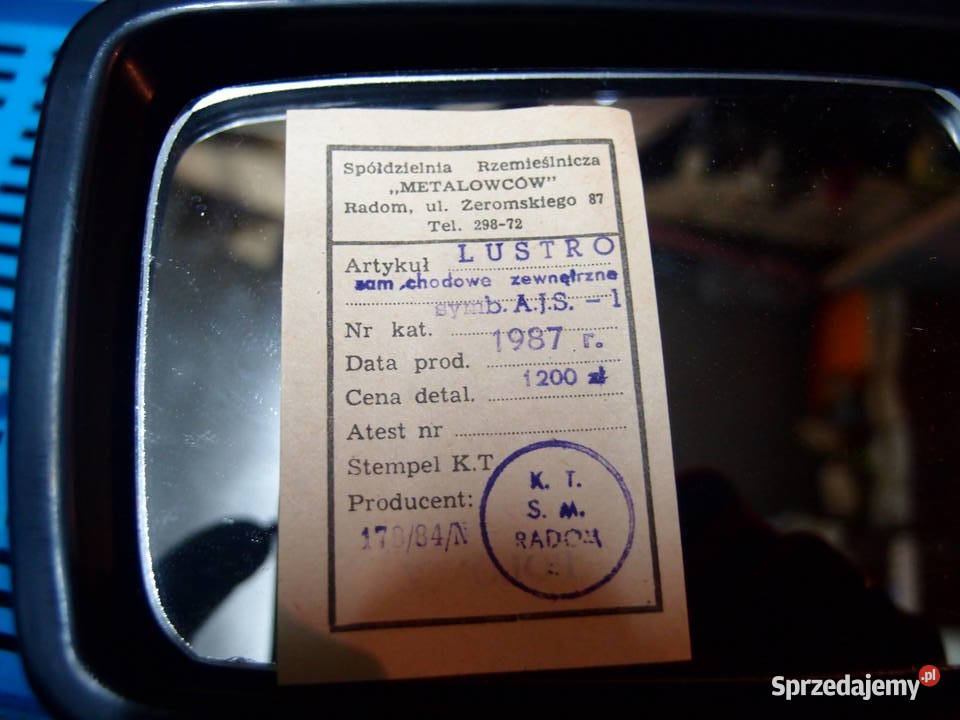 Spółdzielnia Rzemieślnicza
„METALOWCÓW”
Radom, ul. Żeromskiego 87
Tel. 298-72
Artykuł LUSTRO
sam.chodowe zewnętrzne
symb. A.J.S. – 1
Nr kat.
1987 r.
Data prod.
1200 zł
Cena detal.
Atest nr
Stempel K.T
Producent:
K. T.
S. M.
RADOM
/84/N
Sprzedajemy.pl